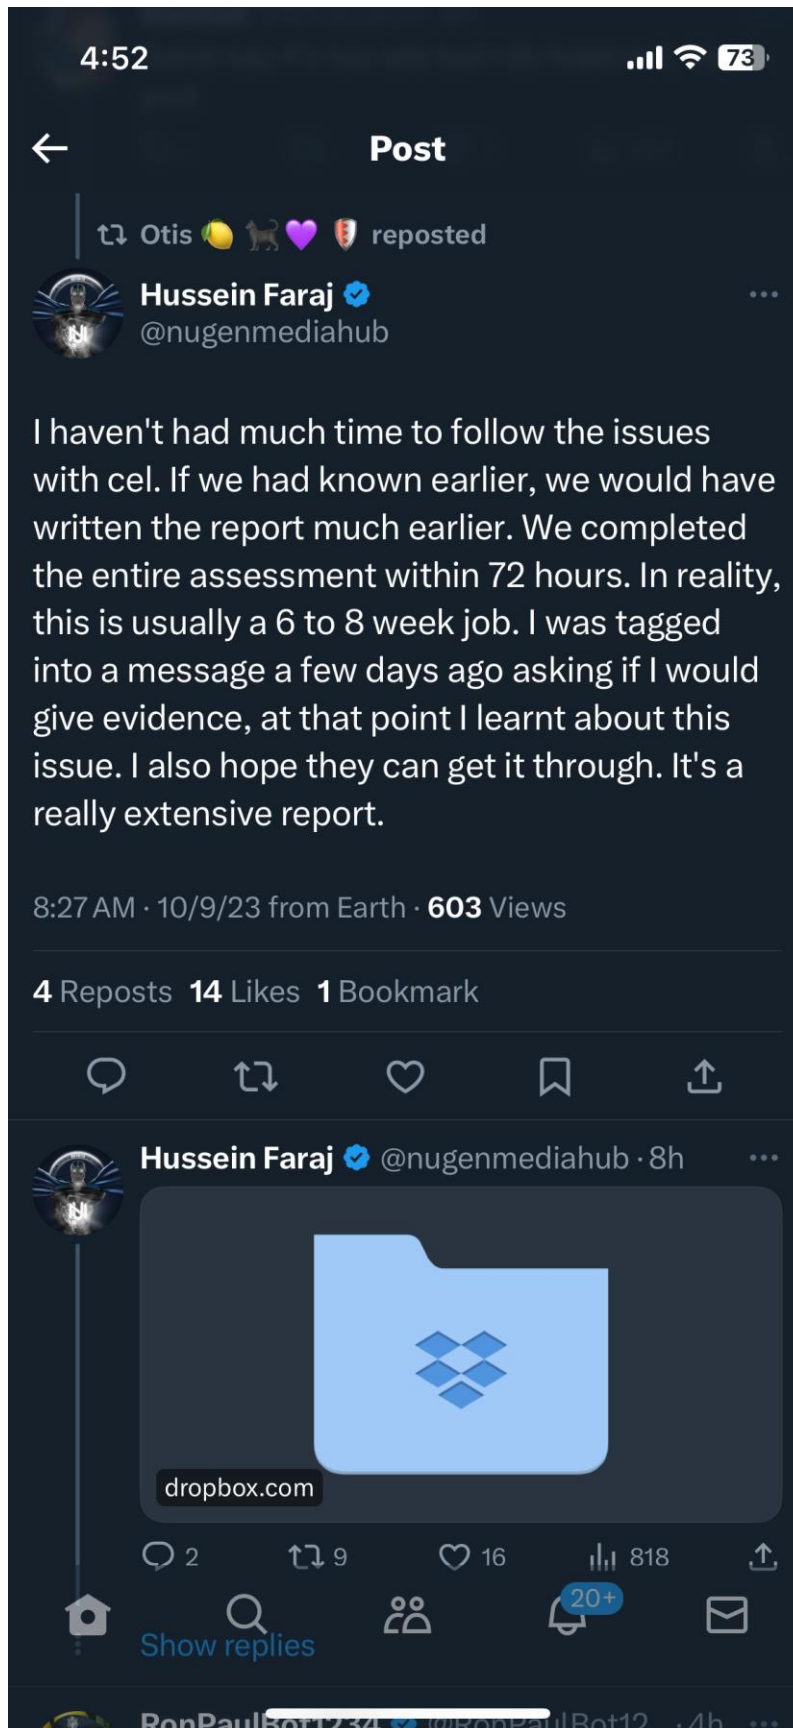 4:52
73
Post
Otis 🍋 🐈‍⬛💜 reposted
Hussein Faraj
@nugenmediahub
I haven't had much time to follow the issues
with cel. If we had known earlier, we would have
written the report much earlier. We completed
the entire assessment within 72 hours. In reality,
this is usually a 6 to 8 week job. I was tagged
into a message a few days ago asking if I would
give evidence, at that point I learnt about this
issue. I also hope they can get it through. It's a
really extensive report.
8:27 AM · 10/9/23 from Earth · 603 Views
4 Reposts 14 Likes 1 Bookmark
Hussein Faraj @nugenmediahub · 8h
dropbox.com
2 9 16 818
20+
Show replies
RonPaulBot1234 @RonPaulBot12... · 4h